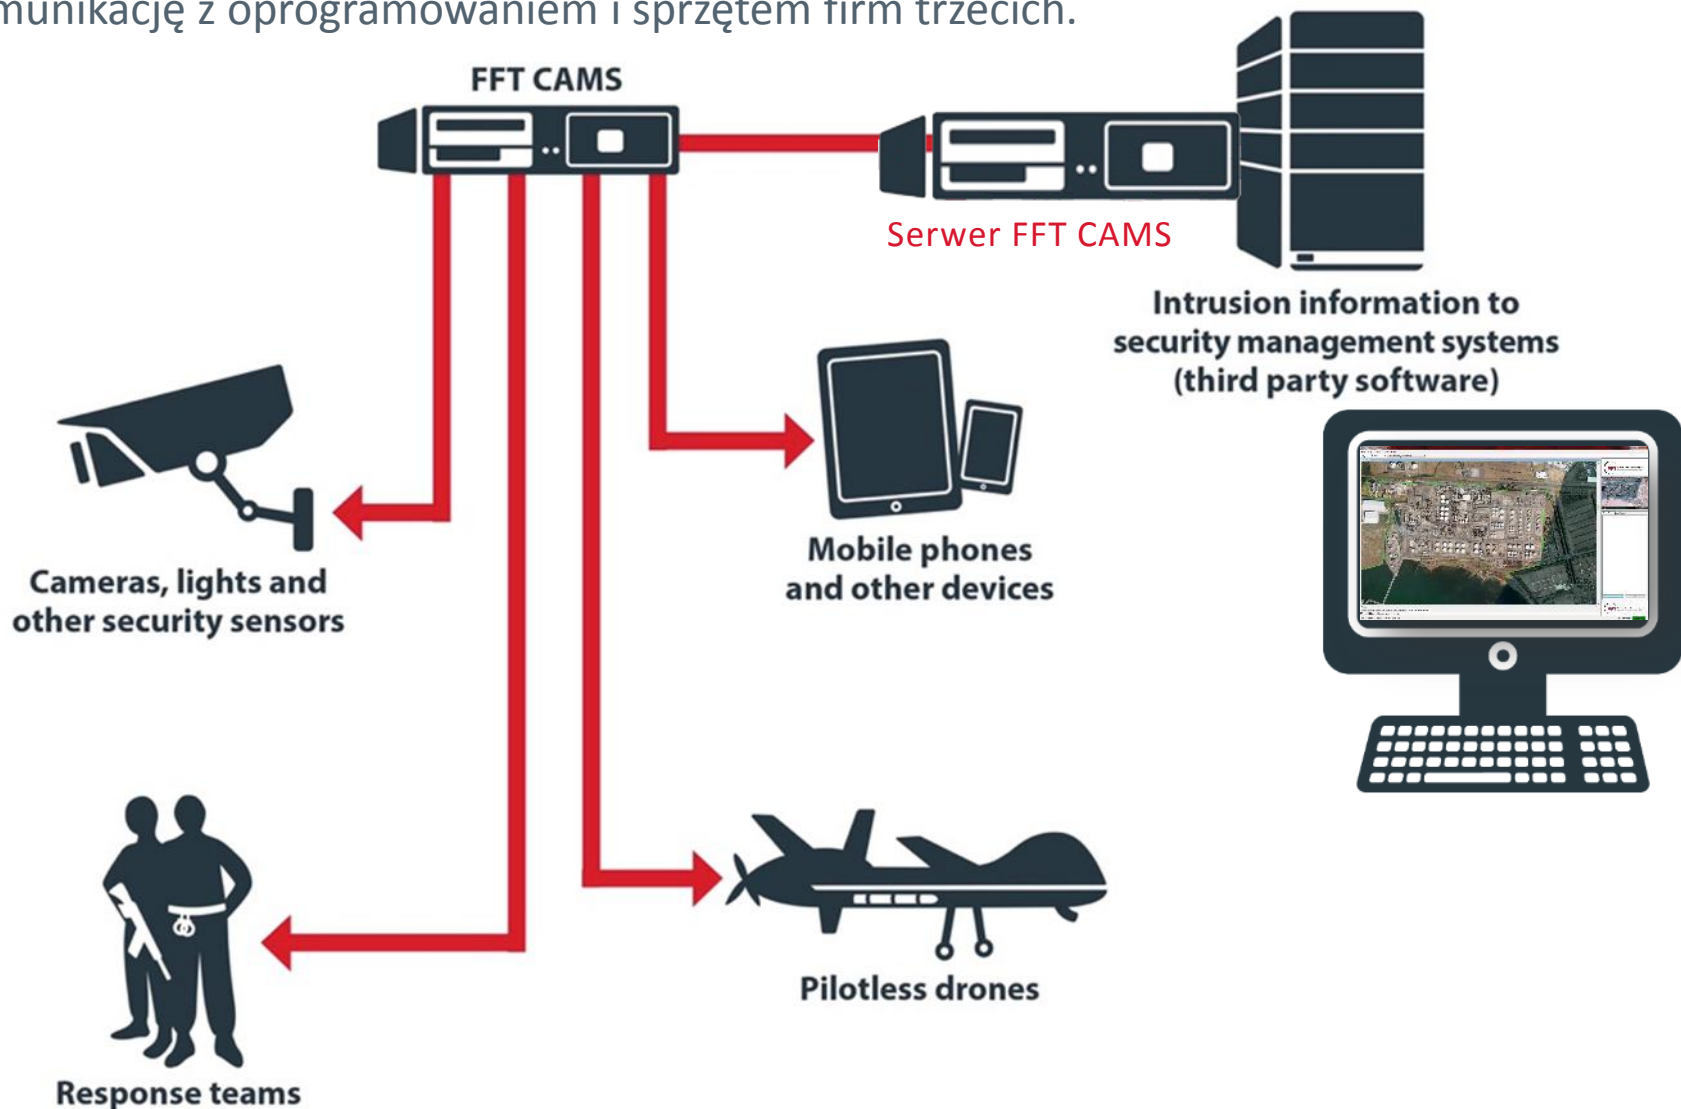 munikację z oprogramowaniem i sprzętem firm trzecich.
FFT CAMS
Serwer FFT CAMS
Intrusion information to
security management systems
(third party software)
Cameras, lights and
other security sensors
Mobile phones
and other devices
Pilotless drones
Response teams